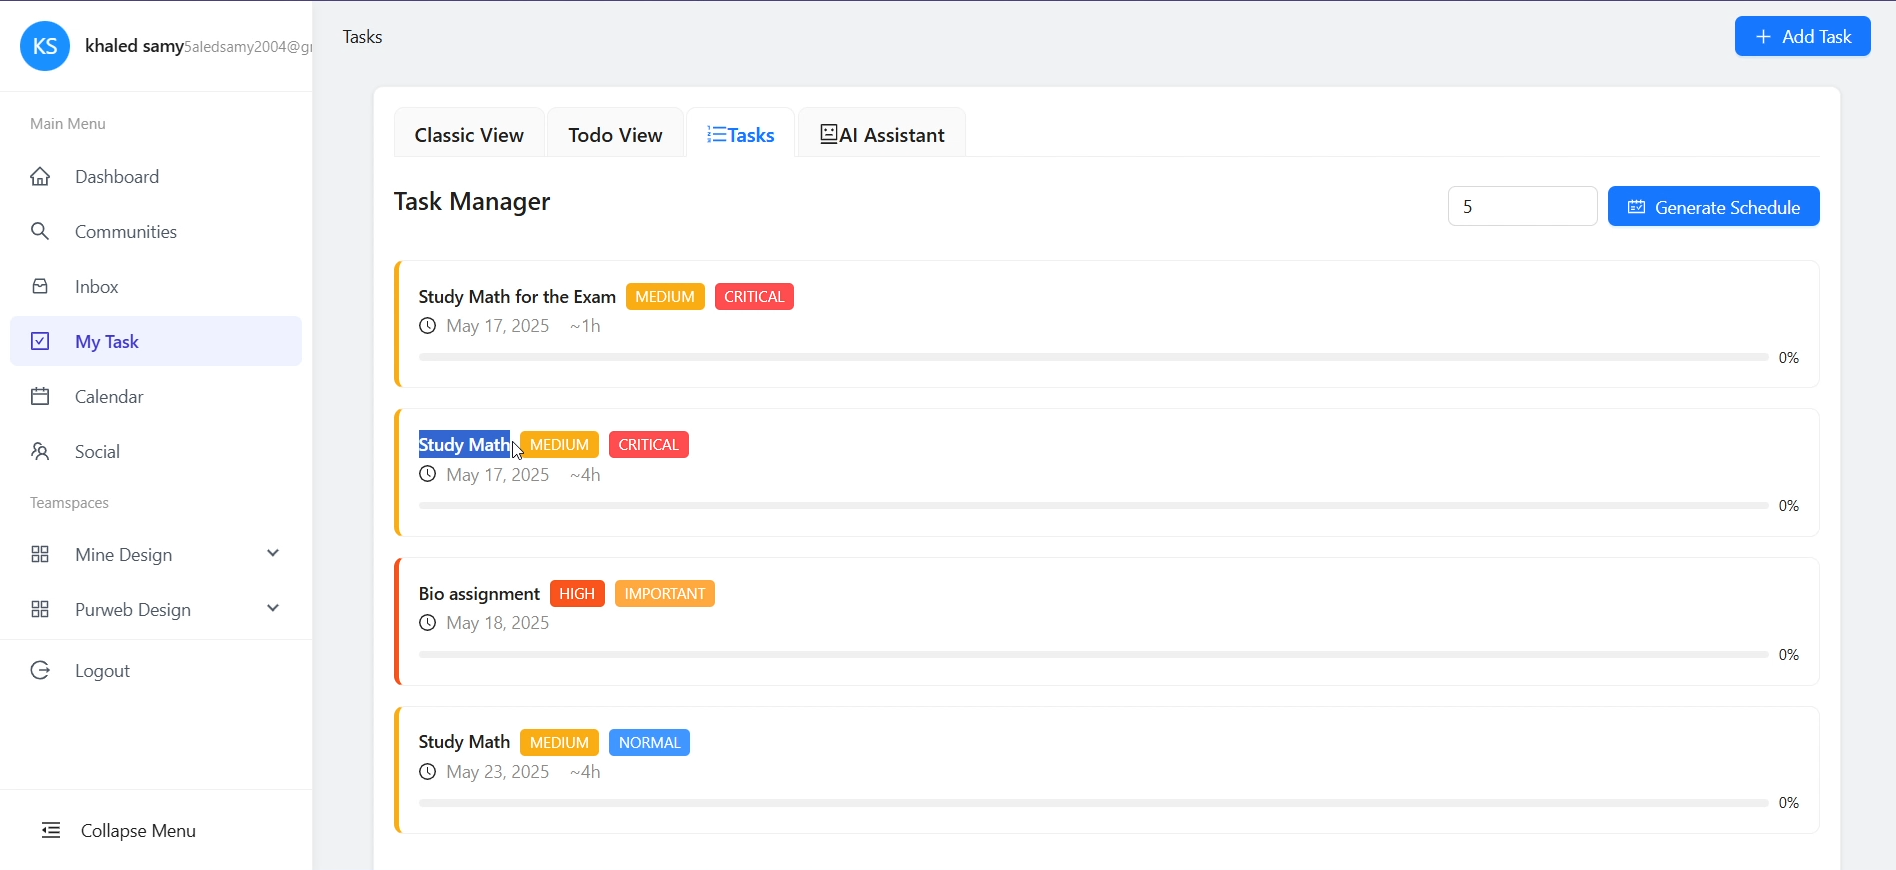 KS
khaled samy5aledsamy2004@gr
Tasks
+ Add Task
Main Menu
Dashboard
Communities
Inbox
My Task
Calendar
Social
Teamspaces
Mine Design
Purweb Design
Logout
Collapse Menu
Classic View
Todo View
Tasks
AI Assistant
Task Manager
5
Generate Schedule
Study Math for the Exam MEDIUM CRITICAL
May 17, 2025 ~1h
0%
Study Math MEDIUM CRITICAL
May 17, 2025 ~4h
0%
Bio assignment HIGH IMPORTANT
May 18, 2025
0%
Study Math MEDIUM NORMAL
May 23, 2025 ~4h
0%